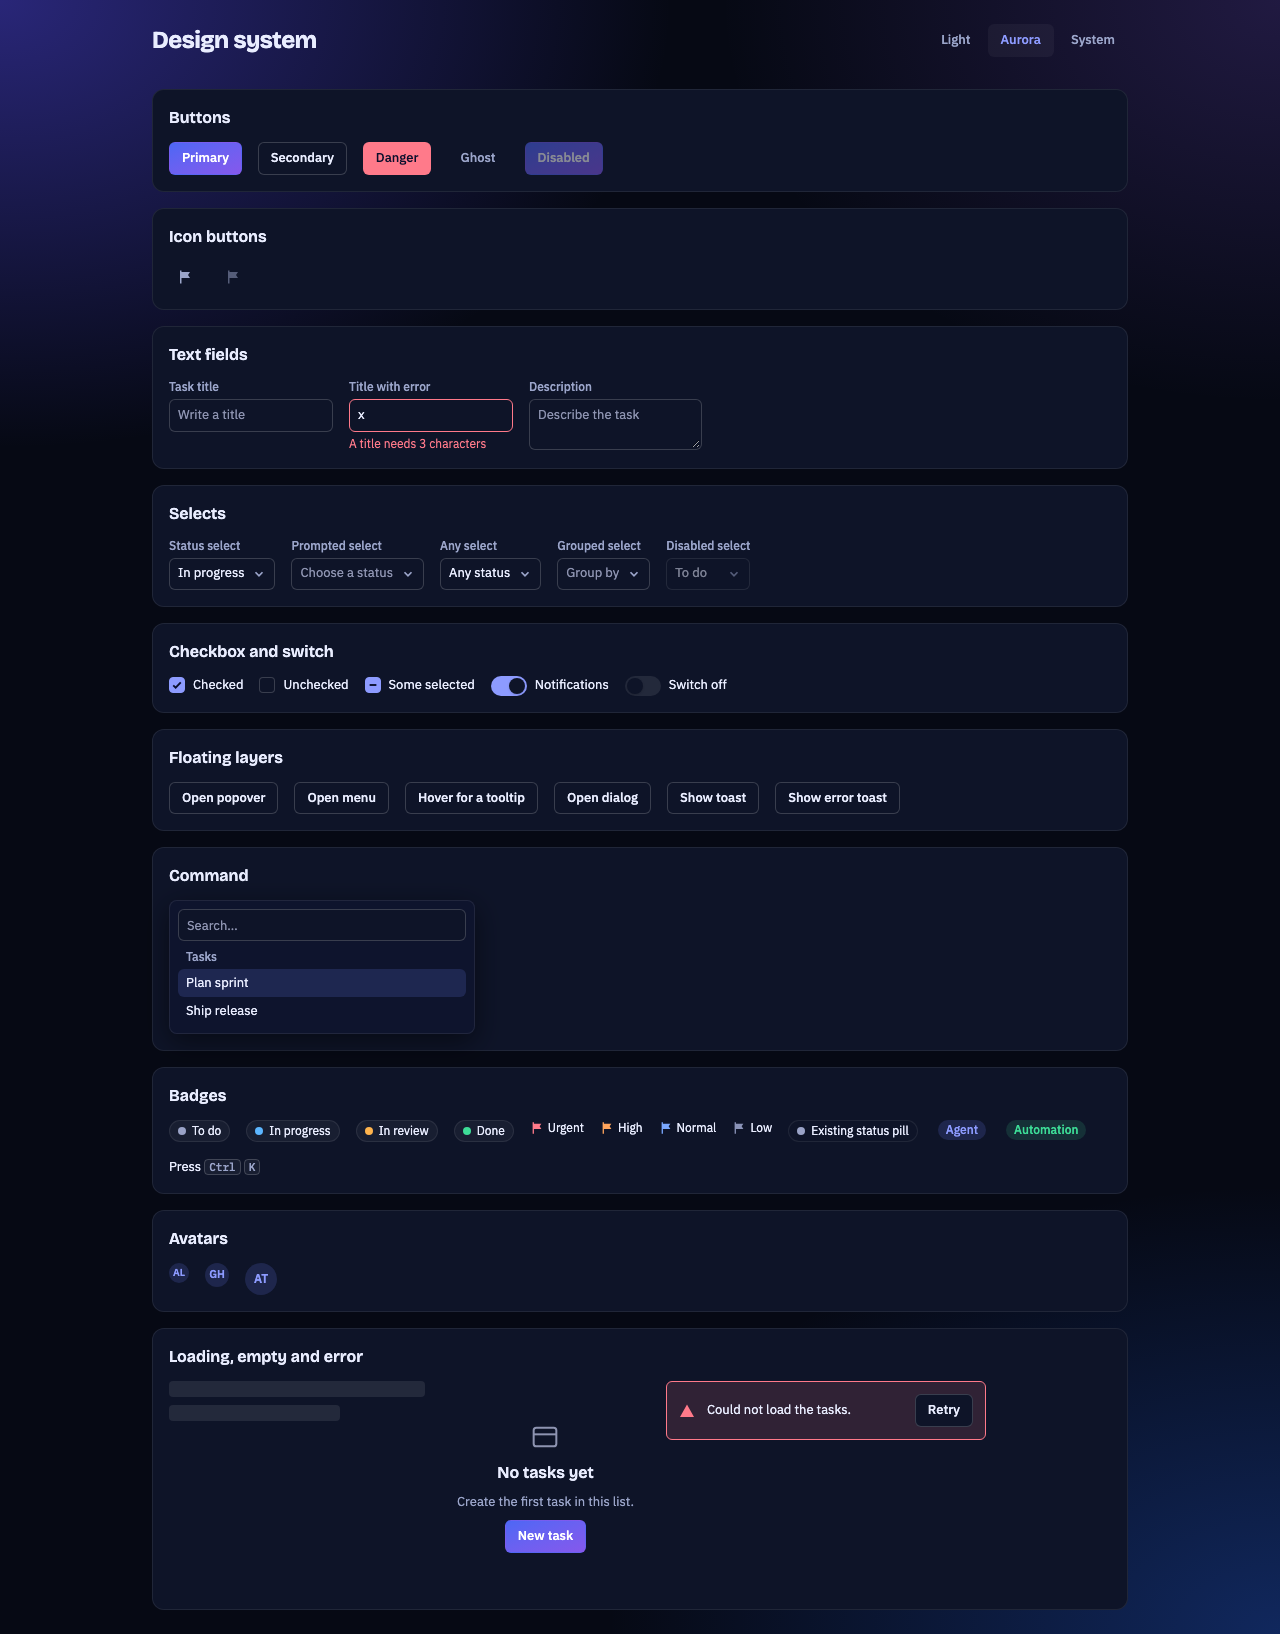 Design system
Light Aurora System
Buttons
Primary Secondary Danger Ghost Disabled
Icon buttons
Text fields
Task title Title with error Description
Write a title x Describe the task
A title needs 3 characters
Selects
Status select Prompted select Any select Grouped select Disabled select
In progress Choose a status Any status Group by To do
Checkbox and switch
Checked Unchecked Some selected Notifications Switch off
Floating layers
Open popover Open menu Hover for a tooltip Open dialog Show toast Show error toast
Command
Search...
Tasks
Plan sprint
Ship release
Badges
To do In progress In review Done Urgent High Normal Low Existing status pill Agent Automation
Press Ctrl K
Avatars
AL GH AT
Loading, empty and error
Could not load the tasks. Retry
No tasks yet
Create the first task in this list.
New task